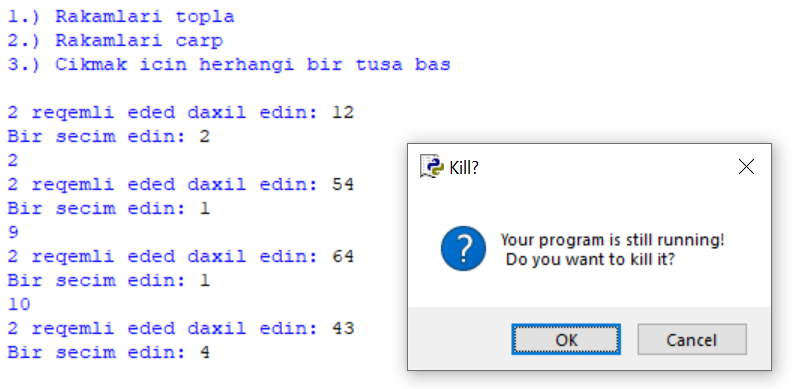 1.) Rakamlari topla
2.) Rakamlari carp
3.) Cikmak icin herhangi bir tusa bas
2 reqemli eded daxil edin: 12
Bir secim edin: 2
2
2 reqemli eded daxil edin: 54
Bir secim edin: 1
9
2 reqemli eded daxil edin: 64
Bir secim edin: 1
10
2 reqemli eded daxil edin: 43
Bir secim edin: 4
Kill?
Your program is still running!
Do you want to kill it?
OK
Cancel